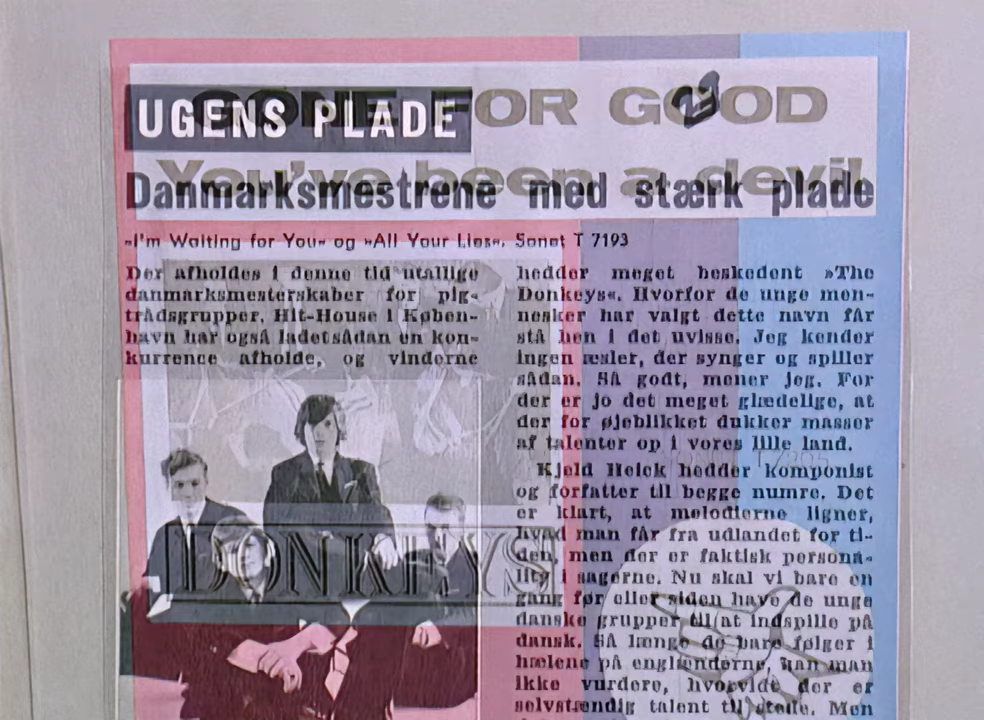 GONE FOR GOOD
23
UGENS PLADE
You've been a devil
Danmarksmestrene med stærk plade
»I'm Waiting for You« og »All Your Lies«, Sonet T 7193
Der afholdes i denne tid utallige
danmarksmesterskaber for pig-
trådsgrupper. Hit-House i Køben-
havn har også ladet sådan en kon-
kurrence afholde, og vinderne
hedder meget beskedent »The
Donkeys«. Hvorfor de unge men-
nesker har valgt dette navn får
stå hen i det uvisse. Jeg kender
ingen æsler, der synger og spiller
sådan. Så godt, mener jeg. For
der er jo det meget glædelige, at
der for øjeblikket dukker masser
af talenter op i vores lille land.
Kjeld Heick hedder komponist
og forfatter til begge numre. Det
er klart, at melodierne ligner,
hvad man får fra udlandet for ti-
den, men der er faktisk persona-
lity i sagerne. Nu skal vi bare en
gang før eller siden have de unge
danske grupper til at indspille på
dansk. Så længe de bare følger i
hælene på englænderne, kan man
ikke vurdere, hvorvidt der er
selvstændig talent til stede. Men
DONKEYS